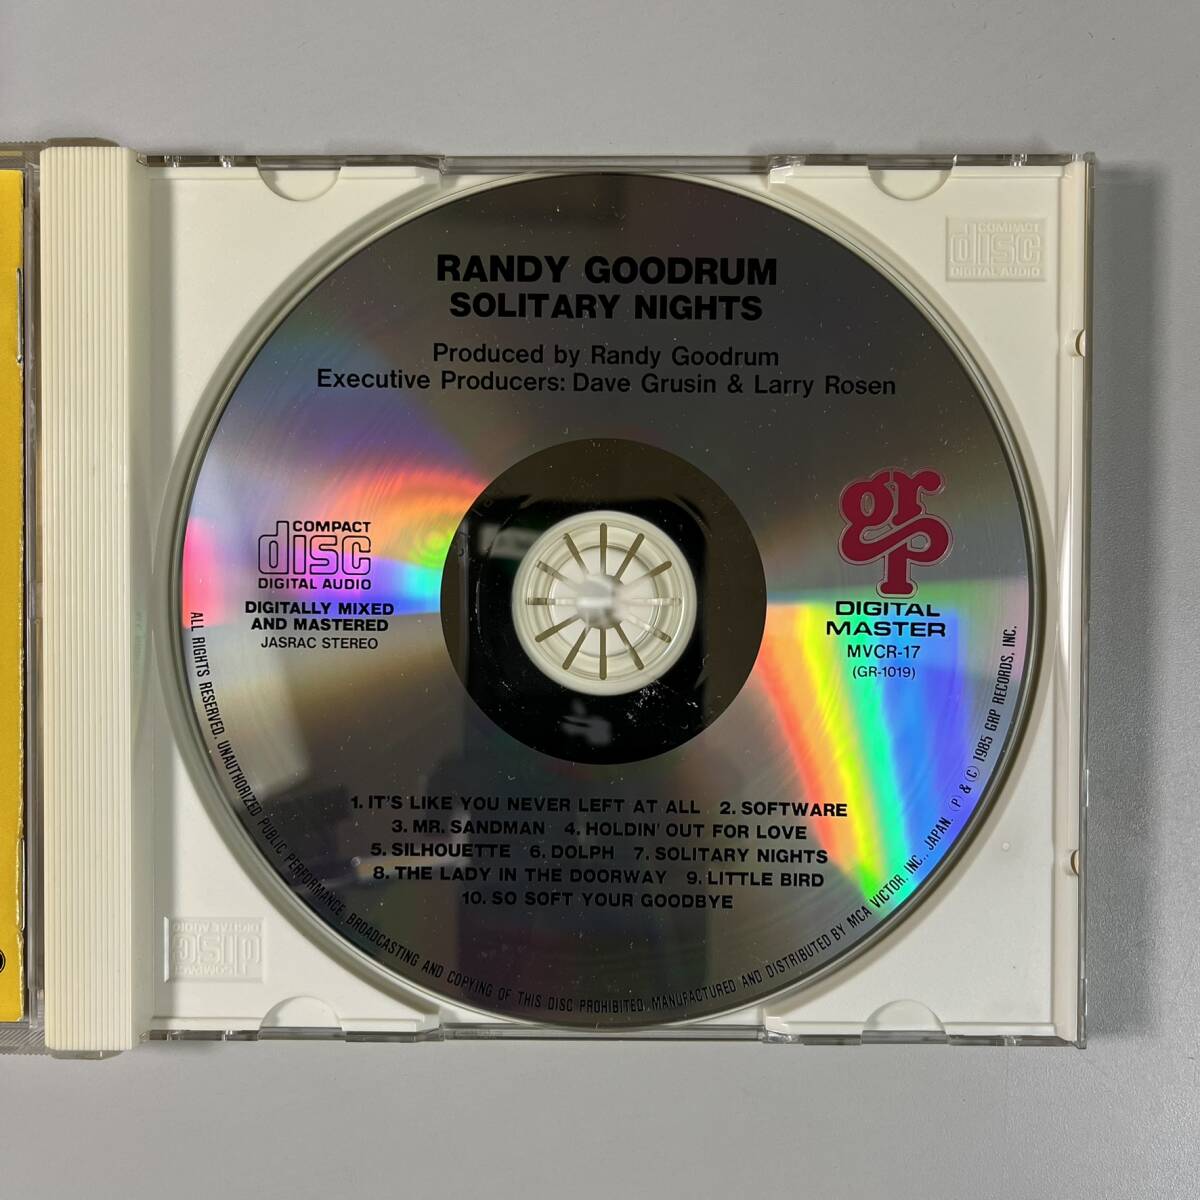 RANDY GOODRUM
SOLITARY NIGHTS
Produced by Randy Goodrum
Executive Producers: Dave Grusin & Larry Rosen
COMPACT
disc
DIGITAL AUDIO
DIGITALLY MIXED
AND MASTERED
JASRAC STEREO
grp
DIGITAL
MASTER
MVCR-17
(GR-1019)
1. IT'S LIKE YOU NEVER LEFT AT ALL 2. SOFTWARE
3. MR. SANDMAN 4. HOLDIN' OUT FOR LOVE
5. SILHOUETTE 6. DOLPH 7. SOLITARY NIGHTS
8. THE LADY IN THE DOORWAY 9. LITTLE BIRD
10. SO SOFT YOUR GOODBYE
ALL RIGHTS RESERVED. UNAUTHORIZED PUBLIC PERFORMANCE BROADCASTING AND COPYING OF THIS DISC PROHIBITED. MANUFACTURED AND DISTRIBUTED BY MCA VICTOR, INC., JAPAN. (P) & (C) 1985 GRP RECORDS, INC.
COMPACT
disc
DIGITAL AUDIO
COMPACT
disc
DIGITAL AUDIO